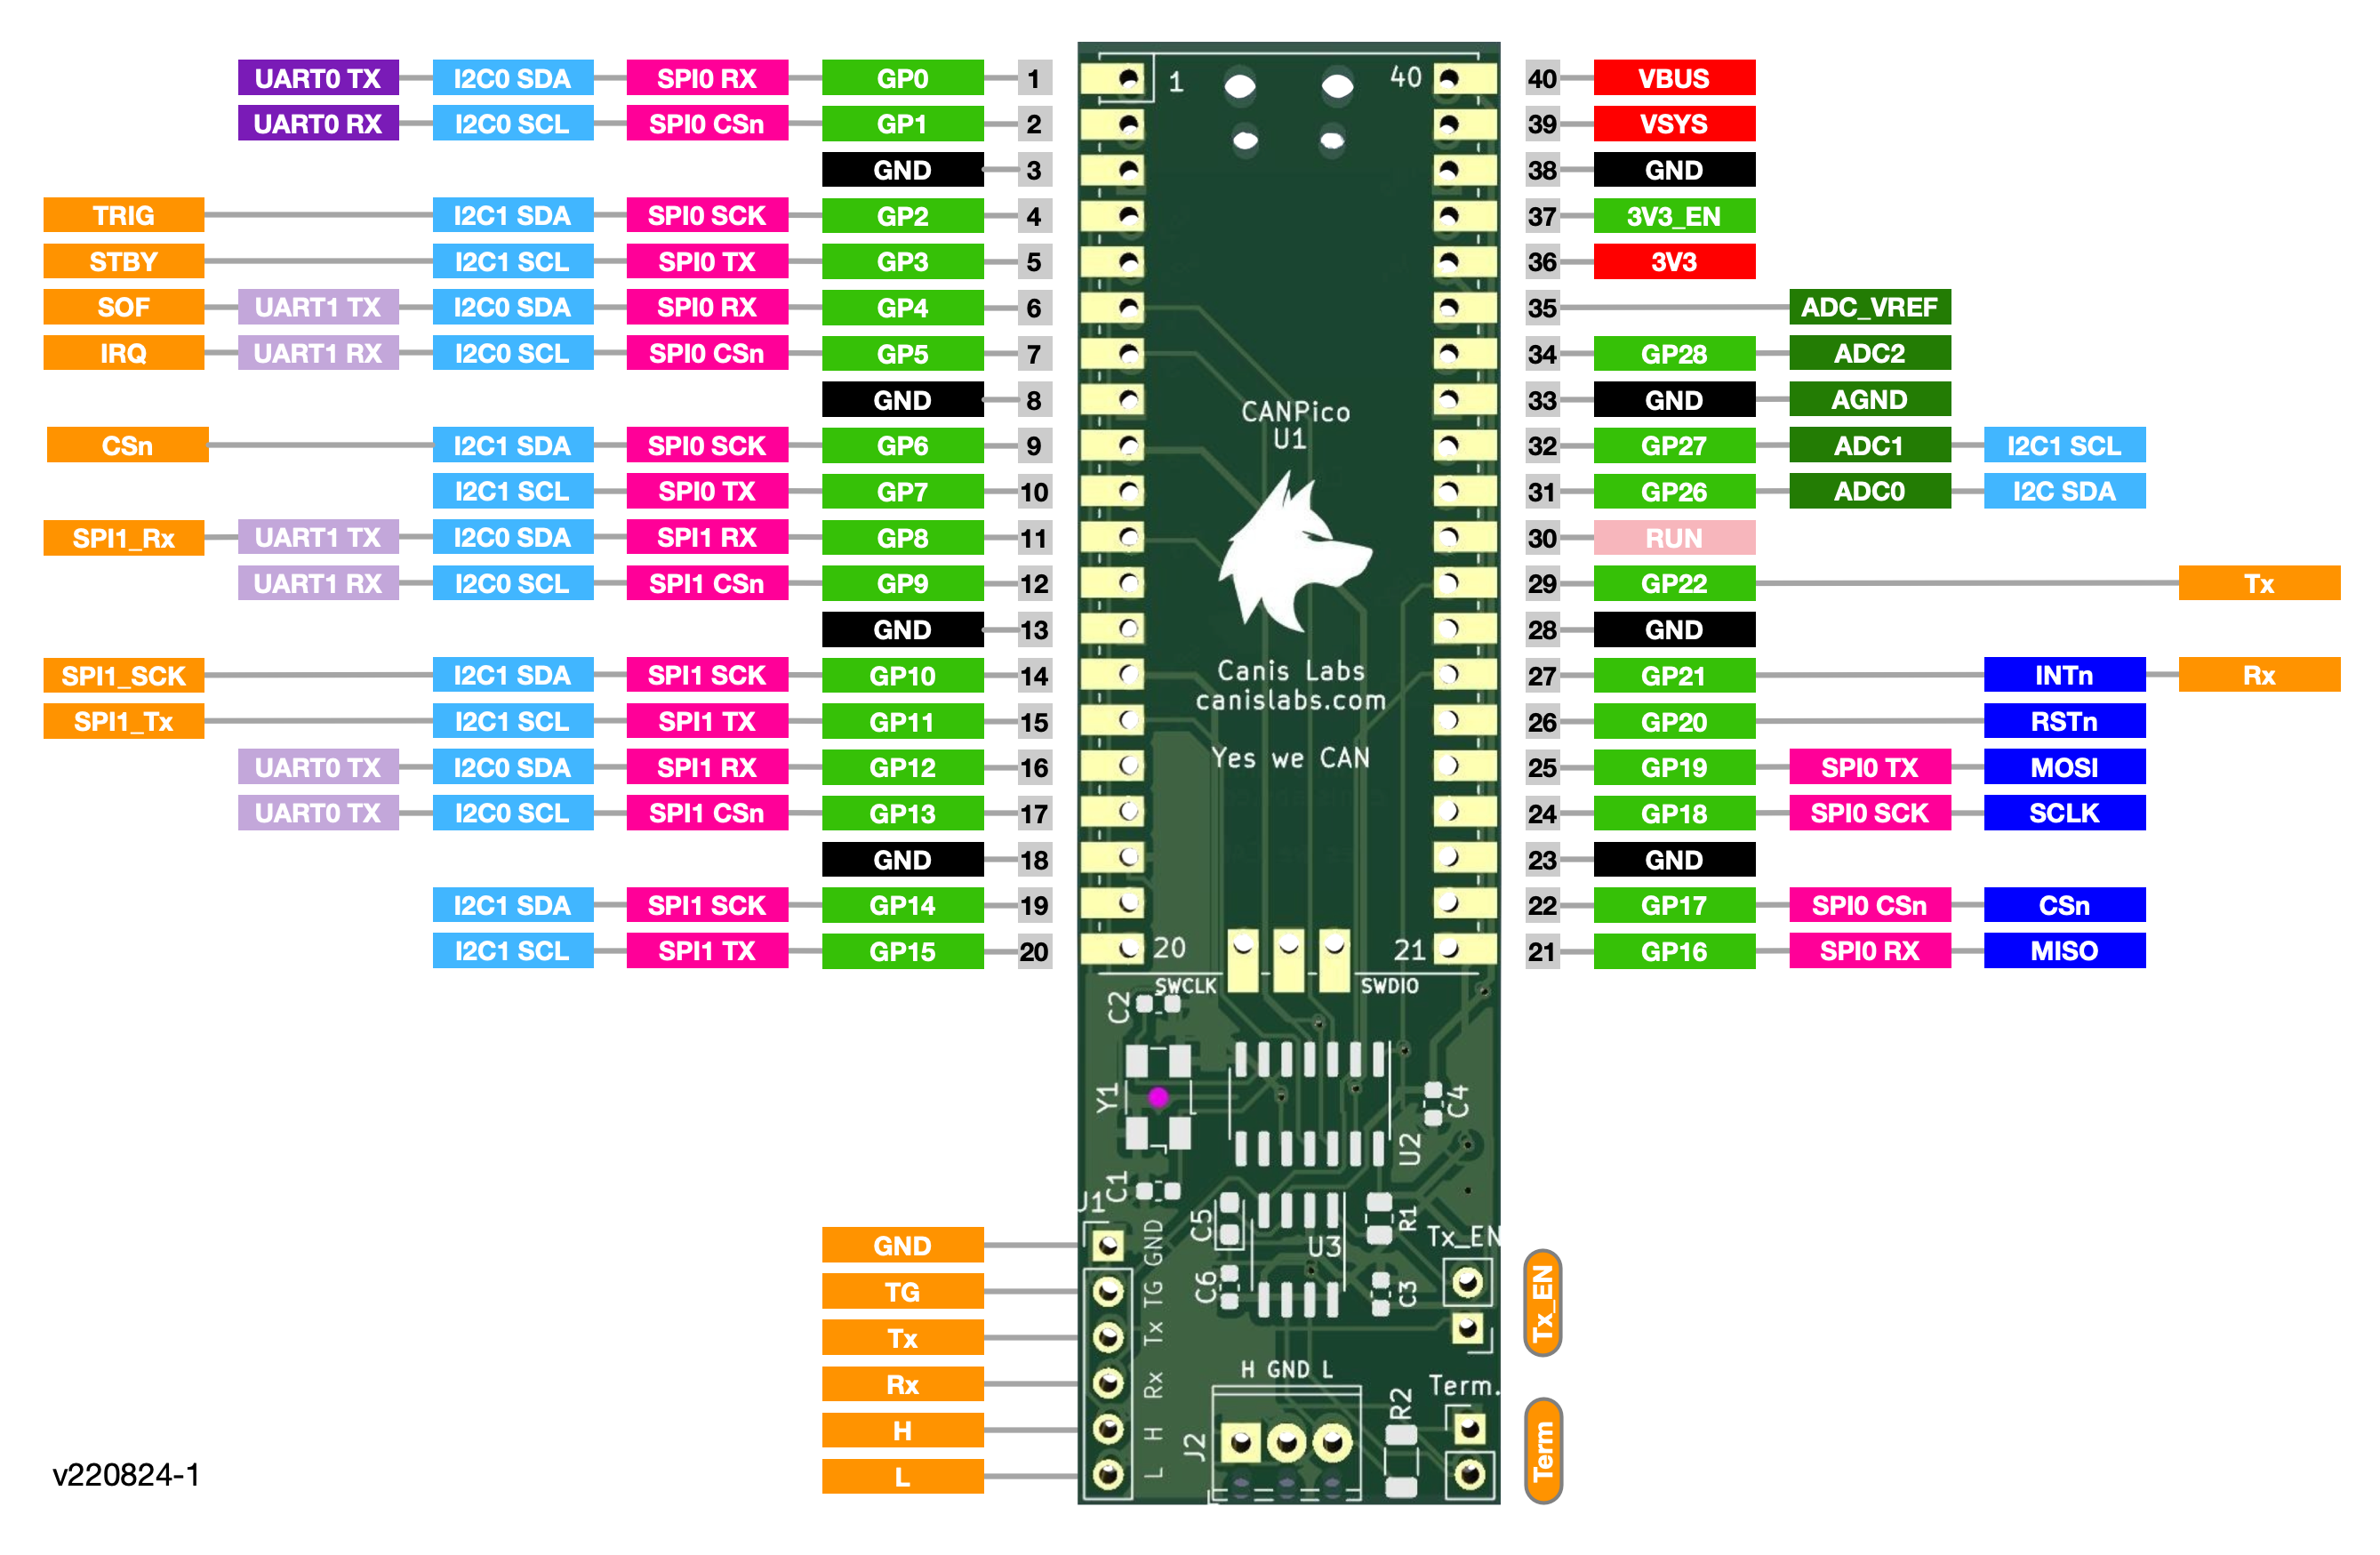 UART0 TX I2C0 SDA SPI0 RX GP0 1 1 40 40 VBUS
UART0 RX I2C0 SCL SPI0 CSn GP1 2 39 VSYS
GND 3 38 GND
TRIG I2C1 SDA SPI0 SCK GP2 4 37 3V3_EN
STBY I2C1 SCL SPI0 TX GP3 5 36 3V3
SOF UART1 TX I2C0 SDA SPI0 RX GP4 6 35 ADC_VREF
IRQ UART1 RX I2C0 SCL SPI0 CSn GP5 7 34 GP28 ADC2
GND 8 33 GND AGND
CANPico
U1
CSn I2C1 SDA SPI0 SCK GP6 9 32 GP27 ADC1 I2C1 SCL
I2C1 SCL SPI0 TX GP7 10 31 GP26 ADC0 I2C SDA
SPI1_Rx UART1 TX I2C0 SDA SPI1 RX GP8 11 30 RUN
UART1 RX I2C0 SCL SPI1 CSn GP9 12 29 GP22 Tx
GND 13 28 GND
SPI1_SCK I2C1 SDA SPI1 SCK GP10 14 27 GP21 INTn Rx
Canis Labs
canislabs.com
SPI1_Tx I2C1 SCL SPI1 TX GP11 15 26 GP20 RSTn
Yes we CAN
UART0 TX I2C0 SDA SPI1 RX GP12 16 25 GP19 SPI0 TX MOSI
UART0 TX I2C0 SCL SPI1 CSn GP13 17 24 GP18 SPI0 SCK SCLK
GND 18 23 GND
I2C1 SDA SPI1 SCK GP14 19 22 GP17 SPI0 CSn CSn
I2C1 SCL SPI1 TX GP15 20 20 21 21 GP16 SPI0 RX MISO
SWCLK SWDIO
C2
Y1
C4
U2
C1
J1
C5
R1
U3
Tx_EN
Tx_EN
C6
C3
GND GND
TG TG
Tx Tx
Rx Rx
H H
L L
H GND L
J2
R2
Term.
Term
v220824-1